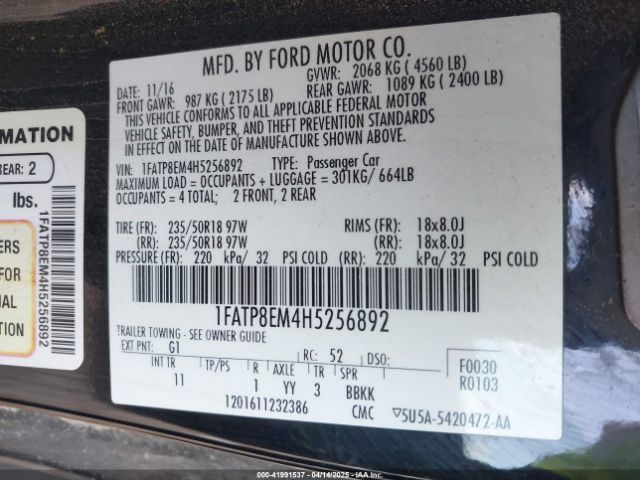 MFD. BY FORD MOTOR CO.
DATE: 11/16 GVWR: 2068 KG ( 4560 LB)
FRONT GAWR: 987 KG ( 2175 LB) REAR GAWR: 1089 KG ( 2400 LB)
THIS VEHICLE CONFORMS TO ALL APPLICABLE FEDERAL MOTOR
VEHICLE SAFETY, BUMPER, AND THEFT PREVENTION STANDARDS
IN EFFECT ON THE DATE OF MANUFACTURE SHOWN ABOVE.
VIN: 1FATP8EM4H5256892 TYPE: Passenger Car
MAXIMUM LOAD = OCCUPANTS + LUGGAGE = 301KG/ 664LB
OCCUPANTS = 4 TOTAL; 2 FRONT, 2 REAR
TIRE (FR): 235/50R18 97W RIMS (FR): 18x8.0J
(RR): 235/50R18 97W (RR): 18x8.0J
PRESSURE (FR): 220 kPa/ 32 PSI COLD (RR): 220 kPa/ 32 PSI COLD
1FATP8EM4H5256892
TRAILER TOWING - SEE OWNER GUIDE
EXT PNT: G1 RC: 52 DSO:
INT TR TP/PS R AXLE TR SPR
11 1 YY 3 BBKK
1201611232386 CMC
F0030
R0103
5U5A-5420472-AA
RMATION
REAR: 2
lbs.
1FATP8EM4H5256892
ERS
FOR
NAL
TION
000-41991537 - 04/14/2025 - IAAI.COM